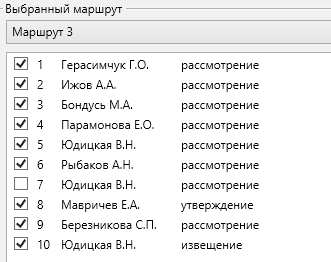 Выбранный маршрут
Маршрут 3
1 Герасимчук Г.О. рассмотрение
2 Ижов А.А. рассмотрение
3 Бондусь М.А. рассмотрение
4 Парамонова Е.О. рассмотрение
5 Юдицкая В.Н. рассмотрение
6 Рыбаков А.Н. рассмотрение
7 Юдицкая В.Н. рассмотрение
8 Мавричев Е.А. утверждение
9 Березникова С.П. рассмотрение
10 Юдицкая В.Н. извещение